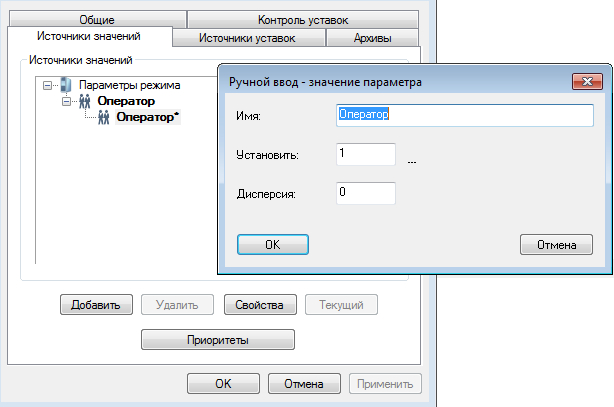 Общие
Контроль уставок
Источники значений
Источники уставок
Архивы
Источники значений
Параметры режима
Оператор
Оператор*
Ручной ввод - значение параметра
Имя:
Оператор
Установить:
1
...
Дисперсия:
0
OK
Отмена
Добавить
Удалить
Свойства
Текущий
Приоритеты
OK
Отмена
Применить